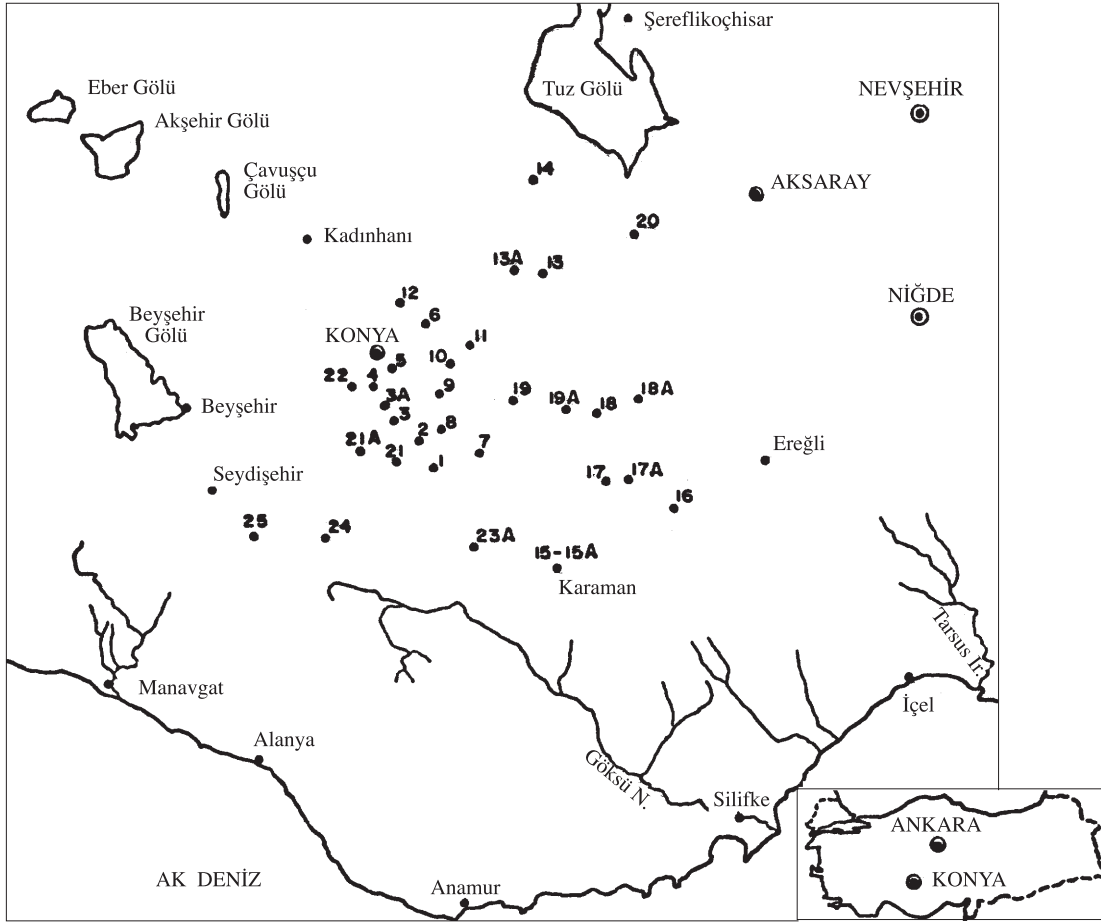 Şereflikoçhisar
Eber Gölü
Tuz Gölü
NEVŞEHİR
Akşehir Gölü
Çavuşçu
Gölü
14
AKSARAY
20
Kadınhanı
13A
13
12
NİĞDE
Beyşehir
Gölü
6
KONYA
11
5
10
22
4
9
3A
19
19A
18
18A
Beyşehir
3
8
2
21A
21
1
7
Ereğli
Seydişehir
17
17A
16
25
24
23A
15-15A
Karaman
Tarsus Ir.
Manavgat
İçel
Alanya
Göksü N.
Silifke
ANKARA
KONYA
AK DENİZ
Anamur